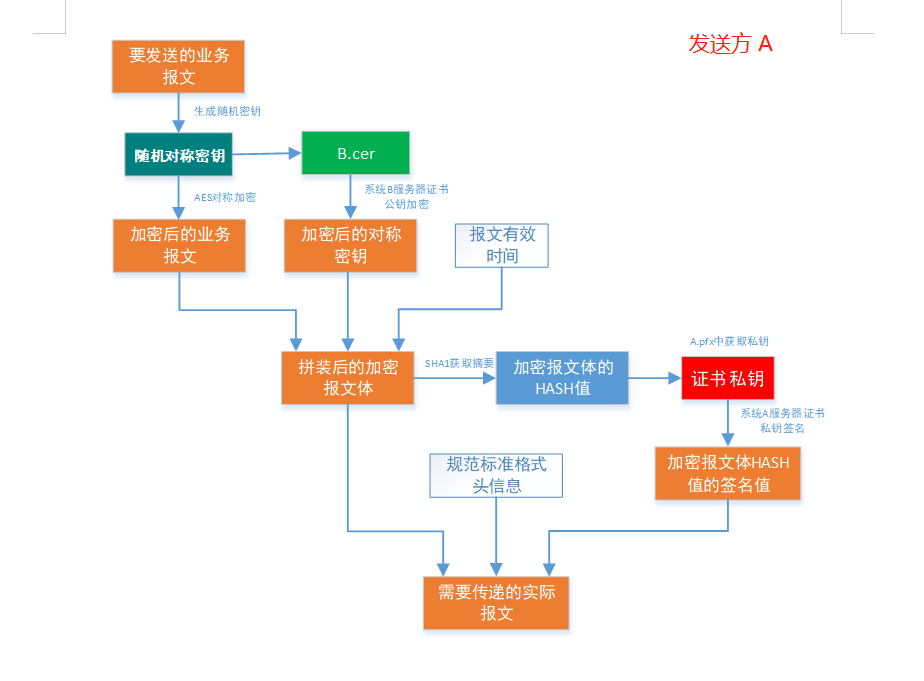 发送方 A
要发送的业务
报文
生成随机密钥
随机对称密钥
B.cer
AES对称加密
系统B服务器证书
公钥加密
加密后的业务
报文
加密后的对称
密钥
报文有效
时间
A.pfx中获取私钥
拼装后的加密
报文体
SHA1获取摘要
加密报文体的
HASH值
证书私钥
系统A服务器证书
私钥签名
规范标准格式
头信息
加密报文体HASH
值的签名值
需要传递的实际
报文